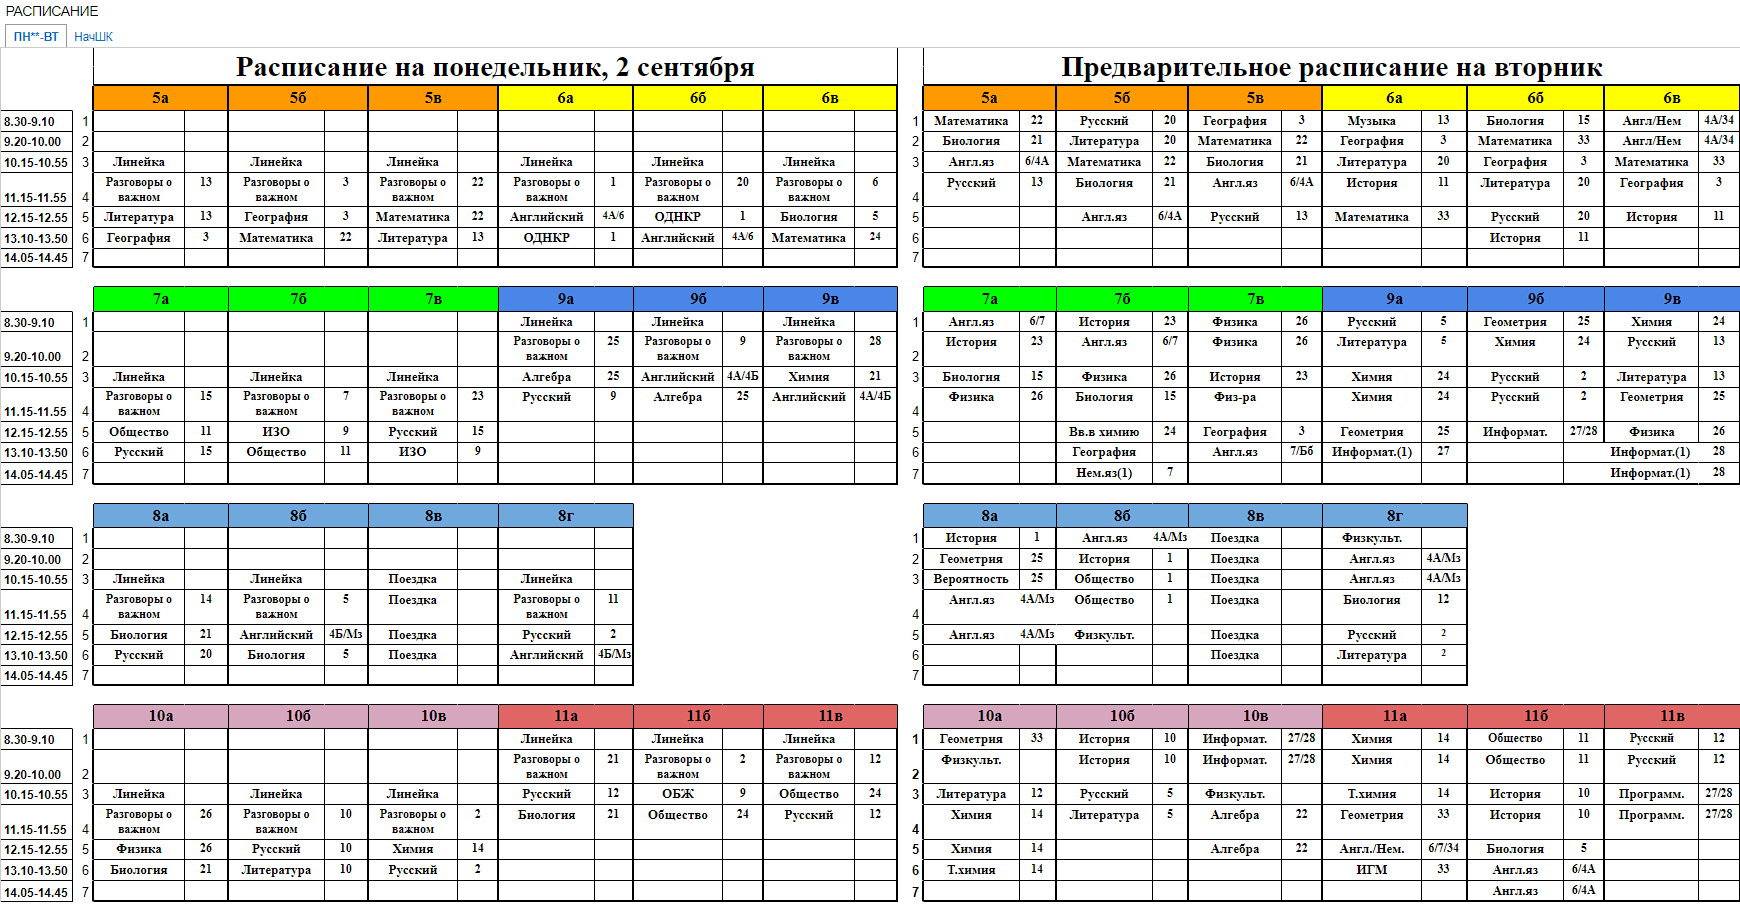 РАСПИСАНИЕ
ПН**-ВТ НачШК
Расписание на понедельник, 2 сентября Предварительное расписание на вторник
5а 5б 5в 6а 6б 6в 5а 5б 5в 6а 6б 6в
8.30-9.10 1 1 Математика 22 Русский 20 География 3 Музыка 13 Биология 15 Англ/Нем 4А/34
9.20-10.00 2 2 Биология 21 Литература 20 Математика 22 География 3 Математика 33 Англ/Нем 4А/34
10.15-10.55 3 Линейка Линейка Линейка Линейка Линейка Линейка 3 Англ.яз 6/4А Математика 22 Биология 21 Литература 20 География 3 Математика 33
11.15-11.55 4 Разговоры о важном 13 Разговоры о важном 3 Разговоры о важном 22 Разговоры о важном 1 Разговоры о важном 20 Разговоры о важном 6 4 Русский 13 Биология 21 Англ.яз 6/4А История 11 Литература 20 География 3
12.15-12.55 5 Литература 13 География 3 Математика 22 Английский 4А/6 ОДНКР 1 Биология 5 5 Англ.яз 6/4А Русский 13 Математика 33 Русский 20 История 11
13.10-13.50 6 География 3 Математика 22 Литература 13 ОДНКР 1 Английский 4А/6 Математика 24 6 История 11
14.05-14.45 7 7
7а 7б 7в 9а 9б 9в 7а 7б 7в 9а 9б 9в
8.30-9.10 1 Линейка Линейка Линейка 1 Англ.яз 6/7 История 23 Физика 26 Русский 5 Геометрия 25 Химия 24
9.20-10.00 2 Разговоры о важном 25 Разговоры о важном 9 Разговоры о важном 28 2 История 23 Англ.яз 6/7 Физика 26 Литература 5 Химия 24 Русский 13
10.15-10.55 3 Линейка Линейка Линейка Алгебра 25 Английский 4А/4Б Химия 21 3 Биология 15 Физика 26 История 23 Химия 24 Русский 2 Литература 13
11.15-11.55 4 Разговоры о важном 15 Разговоры о важном 7 Разговоры о важном 23 Русский 9 Алгебра 25 Английский 4А/4Б 4 Физика 26 Биология 15 Физ-ра Химия 24 Русский 2 Геометрия 25
12.15-12.55 5 Общество 11 ИЗО 9 Русский 15 5 Вв.в химию 24 География 3 Геометрия 25 Информат. 27/28 Физика 26
13.10-13.50 6 Русский 15 Общество 11 ИЗО 9 6 География Англ.яз 7/Бб Информат.(1) 27 Информат.(1) 28
14.05-14.45 7 7 Нем.яз(1) 7 Информат.(1) 28
8а 8б 8в 8г 8а 8б 8в 8г
8.30-9.10 1 1 История 1 Англ.яз 4А/Мз Поездка Физкульт.
9.20-10.00 2 2 Геометрия 25 История 1 Поездка Англ.яз 4А/Мз
10.15-10.55 3 Линейка Линейка Поездка Линейка 3 Вероятность 25 Общество 1 Поездка Англ.яз 4А/Мз
11.15-11.55 4 Разговоры о важном 14 Разговоры о важном 5 Поездка Разговоры о важном 11 4 Англ.яз 4А/Мз Общество 1 Поездка Биология 12
12.15-12.55 5 Биология 21 Английский 4Б/Мз Поездка Русский 2 5 Англ.яз 4А/Мз Физкульт. Поездка Русский 2
13.10-13.50 6 Русский 20 Биология 5 Поездка Английский 4Б/Мз 6 Поездка Литература 2
14.05-14.45 7 7
10а 10б 10в 11а 11б 11в 10а 10б 10в 11а 11б 11в
8.30-9.10 1 Линейка Линейка Линейка 1 Геометрия 33 История 10 Информат. 27/28 Химия 14 Общество 11 Русский 12
9.20-10.00 2 Разговоры о важном 21 Разговоры о важном 2 Разговоры о важном 12 2 Физкульт. История 10 Информат. 27/28 Химия 14 Общество 11 Русский 12
10.15-10.55 3 Линейка Линейка Линейка Русский 12 ОБЖ 9 Общество 24 3 Литература 12 Русский 5 Физкульт. Т.химия 14 История 10 Программ. 27/28
11.15-11.55 4 Разговоры о важном 26 Разговоры о важном 10 Разговоры о важном 2 Биология 21 Общество 24 Русский 12 4 Химия 14 Литература 5 Алгебра 22 Геометрия 33 История 10 Программ. 27/28
12.15-12.55 5 Физика 26 Русский 10 Химия 14 5 Химия 14 Алгебра 22 Англ./Нем. 6/7/34 Биология 5
13.10-13.50 6 Биология 21 Литература 10 Русский 2 6 Т.химия 14 ИГМ 33 Англ.яз 6/4А
14.05-14.45 7 7 Англ.яз 6/4А